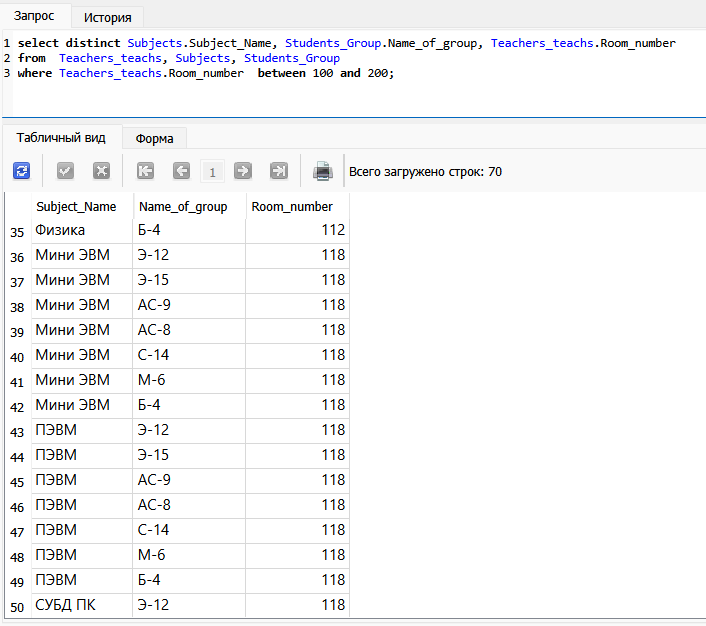 Запрос История
1 select distinct Subjects.Subject_Name, Students_Group.Name_of_group, Teachers_teachs.Room_number
2 from  Teachers_teachs, Subjects, Students_Group
3 where Teachers_teachs.Room_number  between 100 and 200;
Табличный вид Форма
1 Всего загружено строк: 70
Subject_Name Name_of_group Room_number
35 Физика Б-4 112
36 Мини ЭВМ Э-12 118
37 Мини ЭВМ Э-15 118
38 Мини ЭВМ АС-9 118
39 Мини ЭВМ АС-8 118
40 Мини ЭВМ С-14 118
41 Мини ЭВМ М-6 118
42 Мини ЭВМ Б-4 118
43 ПЭВМ Э-12 118
44 ПЭВМ Э-15 118
45 ПЭВМ АС-9 118
46 ПЭВМ АС-8 118
47 ПЭВМ С-14 118
48 ПЭВМ М-6 118
49 ПЭВМ Б-4 118
50 СУБД ПК Э-12 118